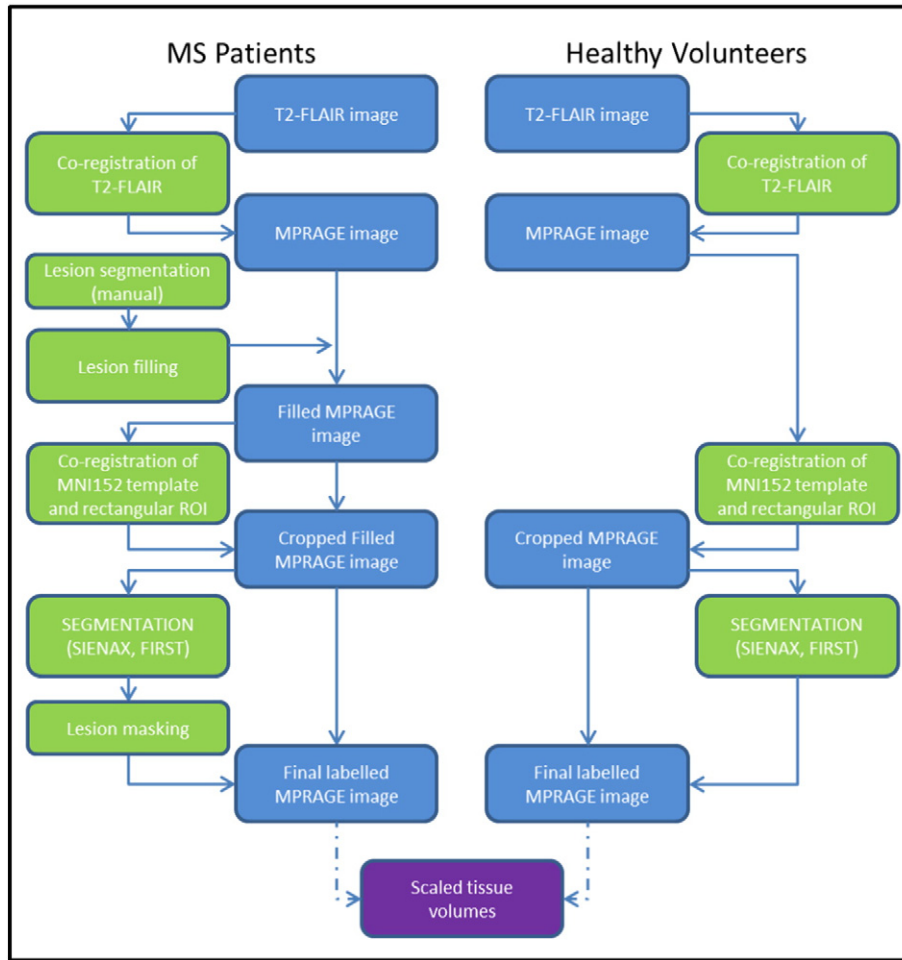 MS Patients
Healthy Volunteers
T2-FLAIR image
T2-FLAIR image
Co-registration of
T2-FLAIR
Co-registration of
T2-FLAIR
MPRAGE image
MPRAGE image
Lesion segmentation
(manual)
Lesion filling
Filled MPRAGE
image
Co-registration of
MNI152 template
and rectangular ROI
Co-registration of
MNI152 template
and rectangular ROI
Cropped Filled
MPRAGE image
Cropped MPRAGE
image
SEGMENTATION
(SIENAX, FIRST)
SEGMENTATION
(SIENAX, FIRST)
Lesion masking
Final labelled
MPRAGE image
Final labelled
MPRAGE image
Scaled tissue
volumes